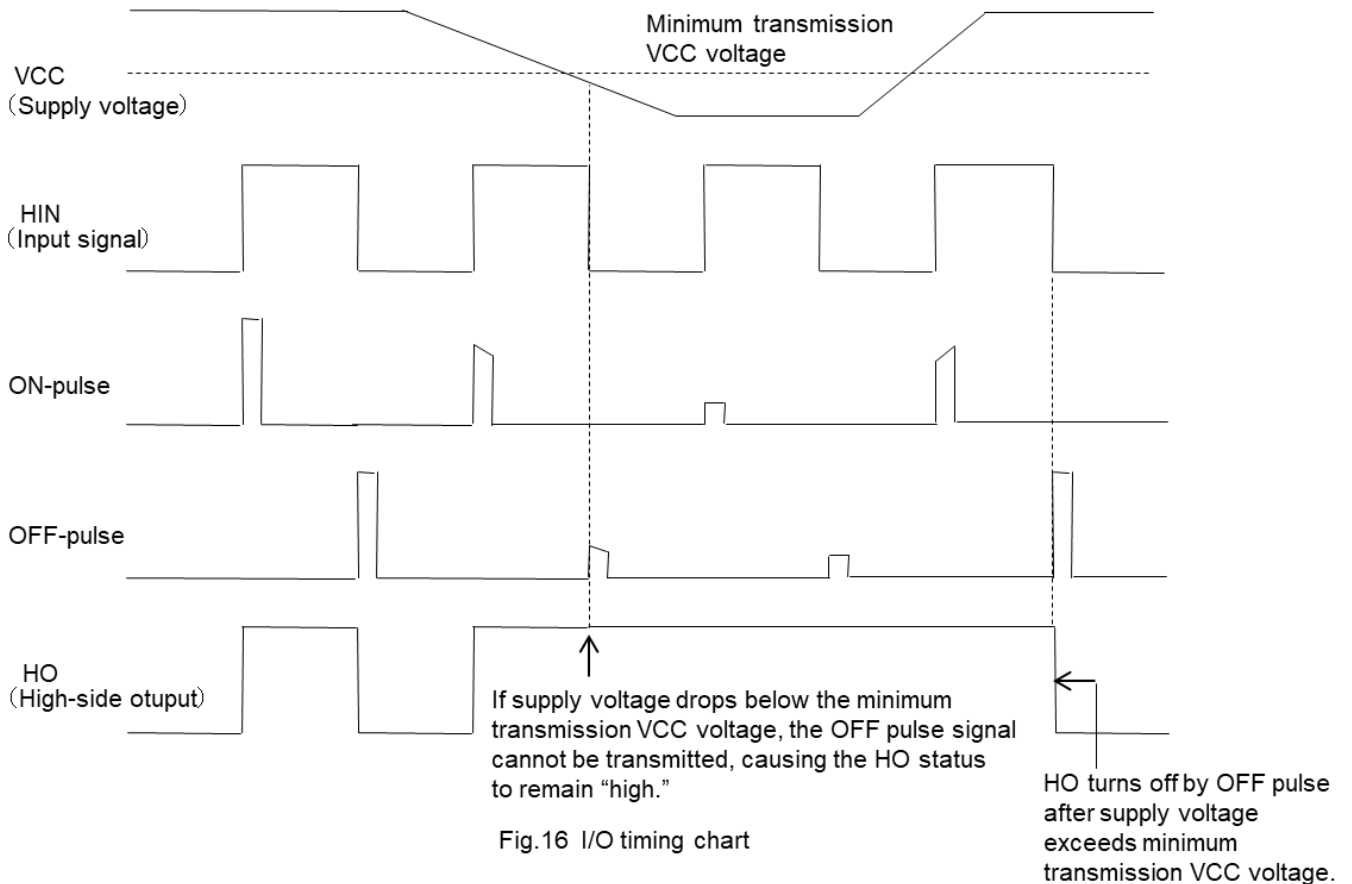 Minimum transmission
VCC voltage
VCC
（Supply voltage）
HIN
（Input signal）
ON-pulse
OFF-pulse
HO
（High-side otuput）
If supply voltage drops below the minimum
transmission VCC voltage, the OFF pulse signal
cannot be transmitted, causing the HO status
to remain “high.”
HO turns off by OFF pulse
after supply voltage
exceeds minimum
transmission VCC voltage.
Fig.16 I/O timing chart